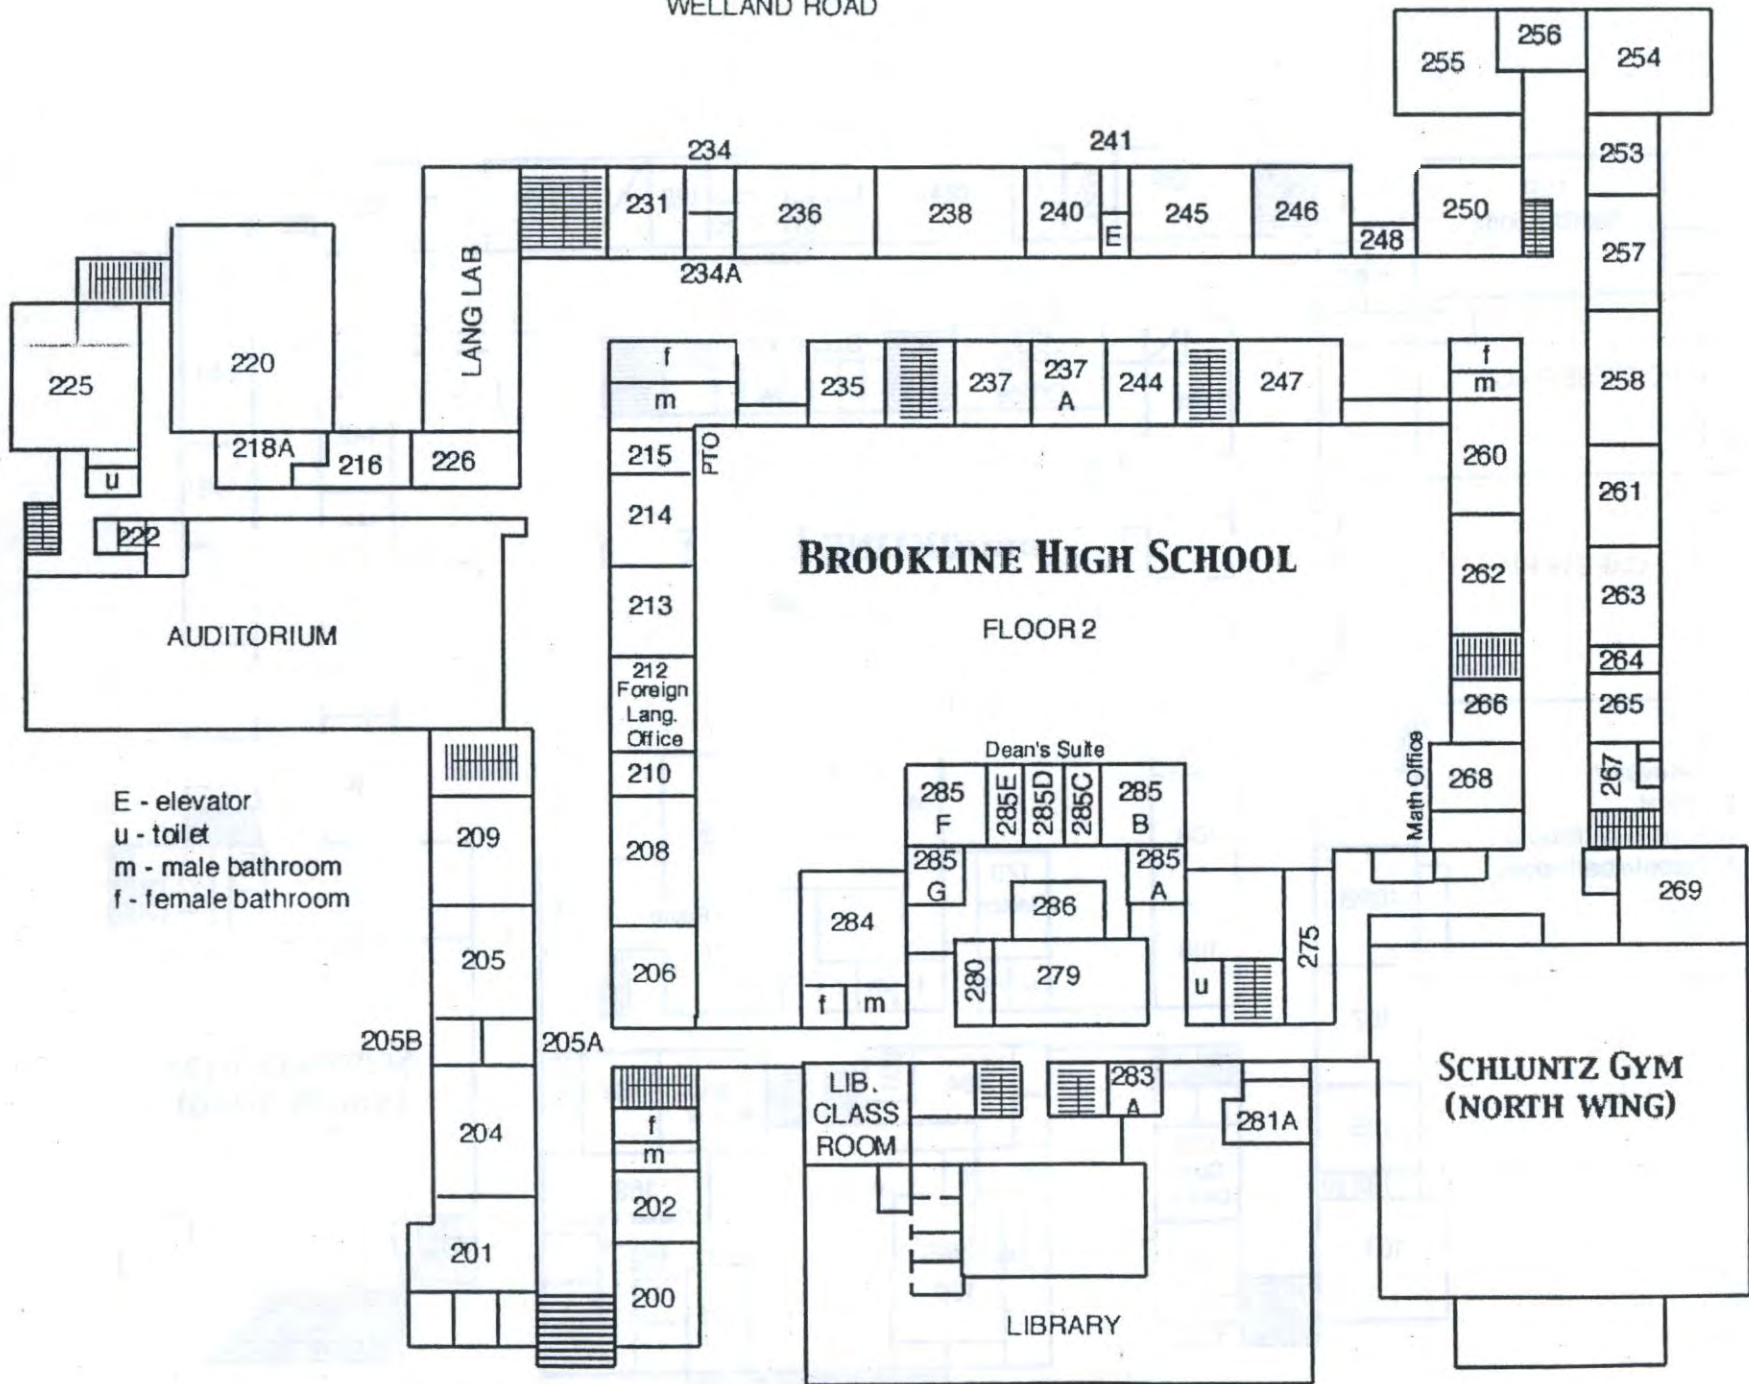 WELLAND ROAD
255
256
254
253
234
241
231
236
238
240
E
245
246
248
250
257
234A
LANG LAB
220
225
218A
216
226
u
222
f
m
235
237
237
A
244
247
f
m
258
215
PTO
214
213
212
Foreign
Lang.
Office
210
208
206
BROOKLINE HIGH SCHOOL
FLOOR 2
260
262
266
268
Math Office
261
263
264
265
267
269
AUDITORIUM
E - elevator
u - toilet
m - male bathroom
f - female bathroom
209
205
205B
205A
204
201
f
m
202
200
Dean's Suite
285
F
285E
285D
285C
285
B
285
G
285
A
286
284
f
m
280
279
u
275
LIB.
CLASS
ROOM
283
A
281A
LIBRARY
SCHLUNTZ GYM
(NORTH WING)